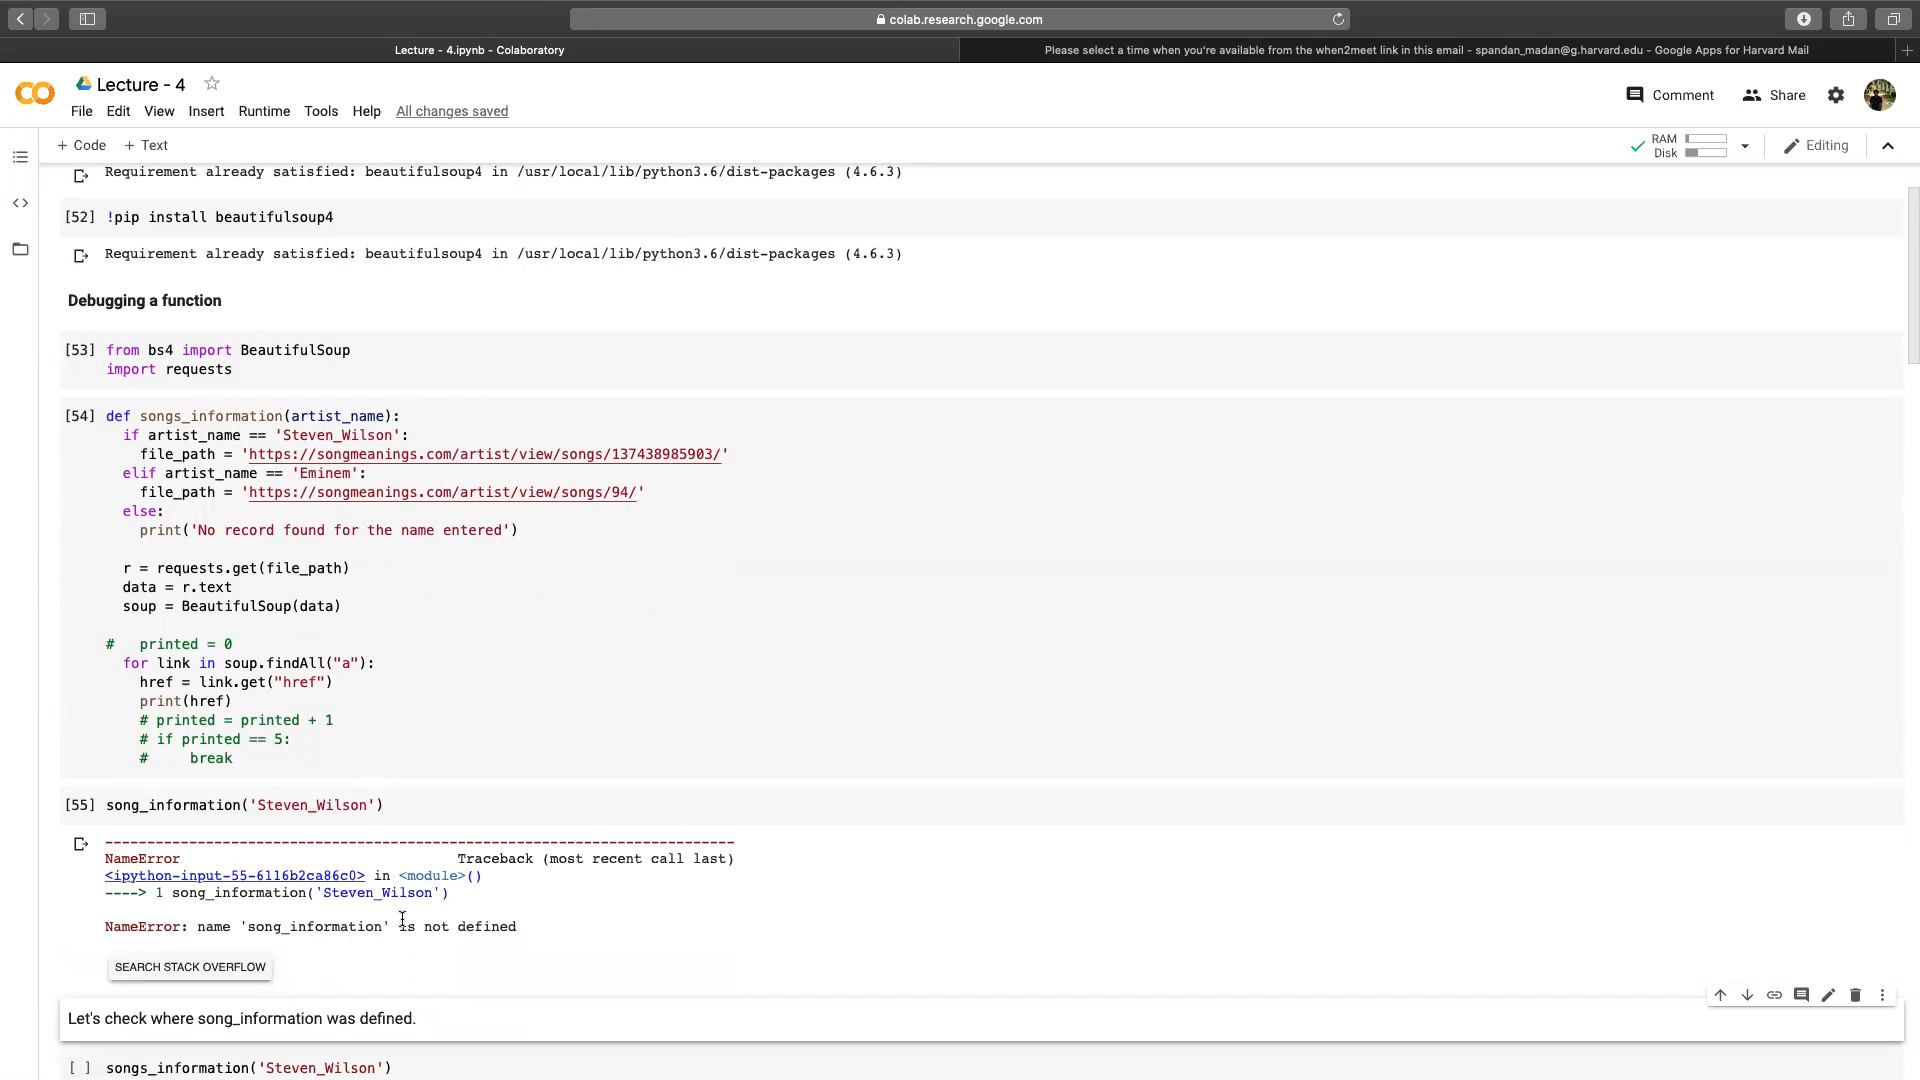 colab.research.google.com
Lecture - 4.ipynb - Colaboratory
Please select a time when you're available from the when2meet link in this email - spandan_madan@g.harvard.edu - Google Apps for Harvard Mail
CO
Lecture - 4
File Edit View Insert Runtime Tools Help All changes saved
Comment
Share
+ Code + Text
RAM
Disk
Editing
Requirement already satisfied: beautifulsoup4 in /usr/local/lib/python3.6/dist-packages (4.6.3)
[52] !pip install beautifulsoup4
Requirement already satisfied: beautifulsoup4 in /usr/local/lib/python3.6/dist-packages (4.6.3)
Debugging a function
[53] from bs4 import BeautifulSoup
import requests
[54] def songs_information(artist_name):
if artist_name == 'Steven_Wilson':
file_path = 'https://songmeanings.com/artist/view/songs/137438985903/'
elif artist_name == 'Eminem':
file_path = 'https://songmeanings.com/artist/view/songs/94/'
else:
print('No record found for the name entered')
r = requests.get(file_path)
data = r.text
soup = BeautifulSoup(data)
# printed = 0
for link in soup.findAll("a"):
href = link.get("href")
print(href)
# printed = printed + 1
# if printed == 5:
# break
[55] song_information('Steven_Wilson')
---------------------------------------------------------------------------
NameError Traceback (most recent call last)
<ipython-input-55-6116b2ca86c0> in <module>()
----> 1 song_information('Steven_Wilson')
NameError: name 'song_information' is not defined
SEARCH STACK OVERFLOW
Let's check where song_information was defined.
[ ] songs_information('Steven_Wilson')